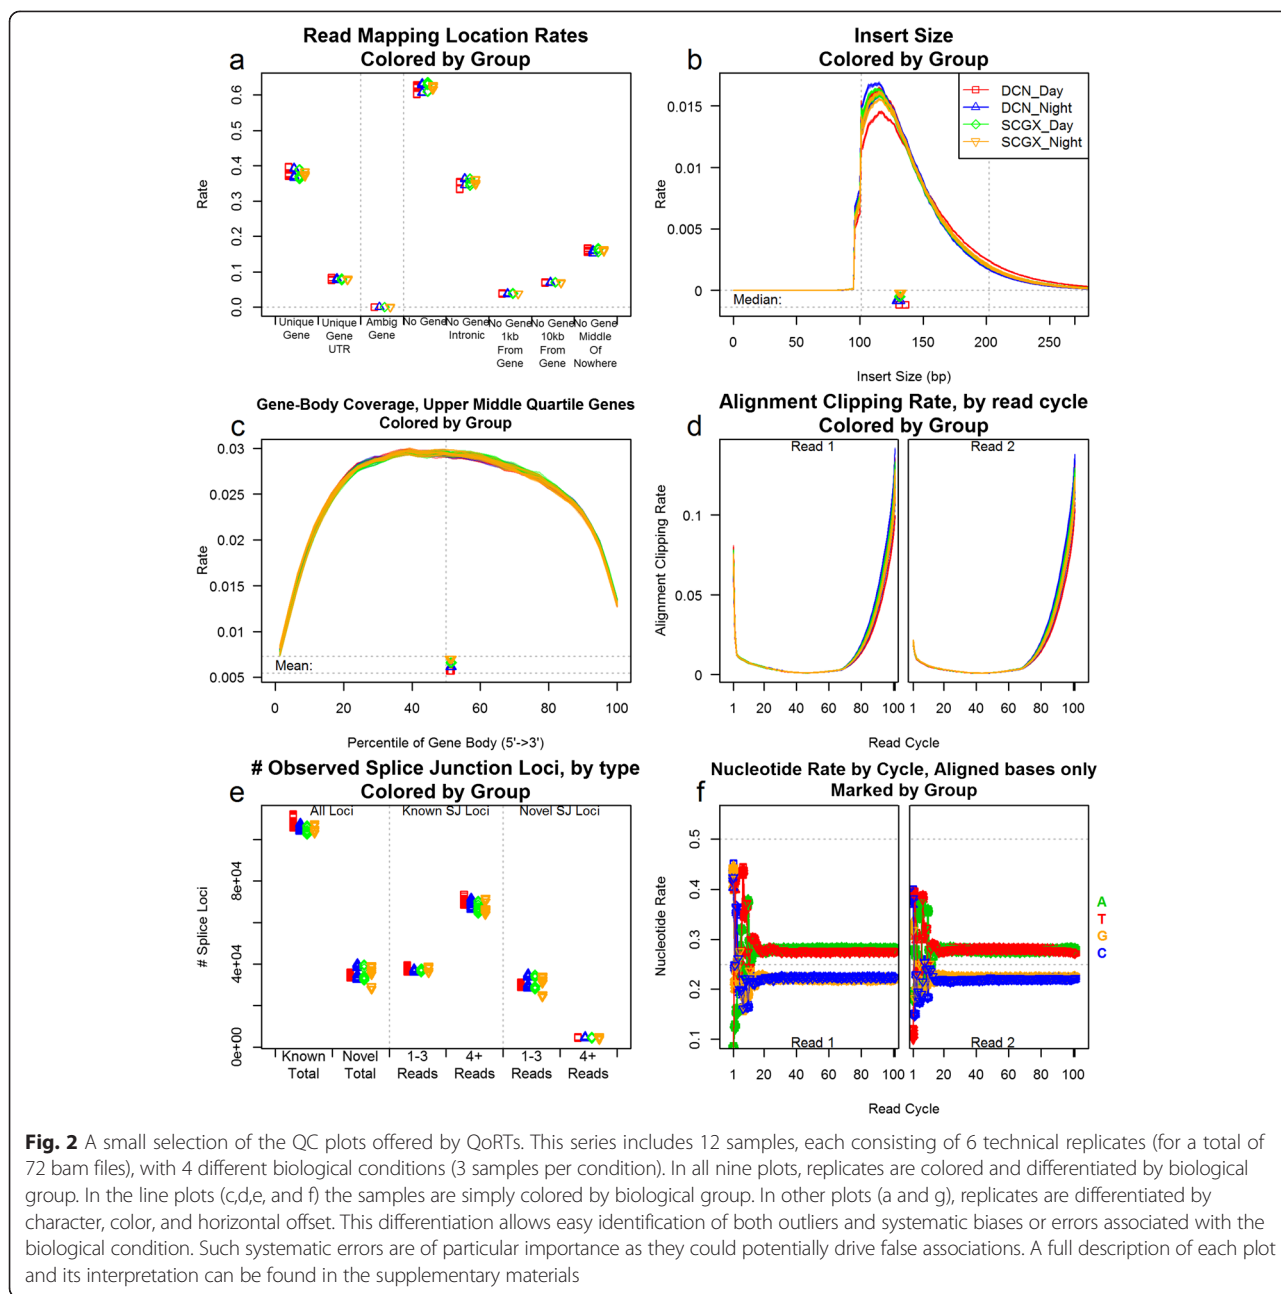 a
Read Mapping Location Rates
Colored by Group
Rate
0.6
0.5
0.4
0.3
0.2
0.1
0.0
Unique Gene
Unique Gene UTR
Ambig Gene
No Gene
No Gene Intronic
No Gene 1kb From Gene
No Gene 10kb From Gene
No Gene Middle Of Nowhere
b
Insert Size
Colored by Group
Rate
0.015
0.01
0.005
0
DCN_Day
DCN_Night
SCGX_Day
SCGX_Night
Median:
0 50 100 150 200 250
Insert Size (bp)
c
Gene-Body Coverage, Upper Middle Quartile Genes
Colored by Group
Rate
0.03
0.025
0.02
0.015
0.01
0.005
Mean:
0 20 40 60 80 100
Percentile of Gene Body (5'->3')
d
Alignment Clipping Rate, by read cycle
Colored by Group
Read 1 Read 2
Alignment Clipping Rate
0.1
0.05
0
1 20 40 60 80 100 1 20 40 60 80 100
Read Cycle
e
# Observed Splice Junction Loci, by type
Colored by Group
All Loci Known SJ Loci Novel SJ Loci
# Splice Loci
8e+04
4e+04
0e+00
Known Total
Novel Total
1-3 Reads
4+ Reads
1-3 Reads
4+ Reads
f
Nucleotide Rate by Cycle, Aligned bases only
Marked by Group
Nucleotide Rate
0.5
0.4
0.3
0.2
0.1
A
T
G
C
Read 1 Read 2
1 20 40 60 80 100 1 20 40 60 80 100
Read Cycle
Fig. 2 A small selection of the QC plots offered by QoRTs. This series includes 12 samples, each consisting of 6 technical replicates (for a total of
72 bam files), with 4 different biological conditions (3 samples per condition). In all nine plots, replicates are colored and differentiated by biological
group. In the line plots (c,d,e, and f) the samples are simply colored by biological group. In other plots (a and g), replicates are differentiated by
character, color, and horizontal offset. This differentiation allows easy identification of both outliers and systematic biases or errors associated with the
biological condition. Such systematic errors are of particular importance as they could potentially drive false associations. A full description of each plot
and its interpretation can be found in the supplementary materials